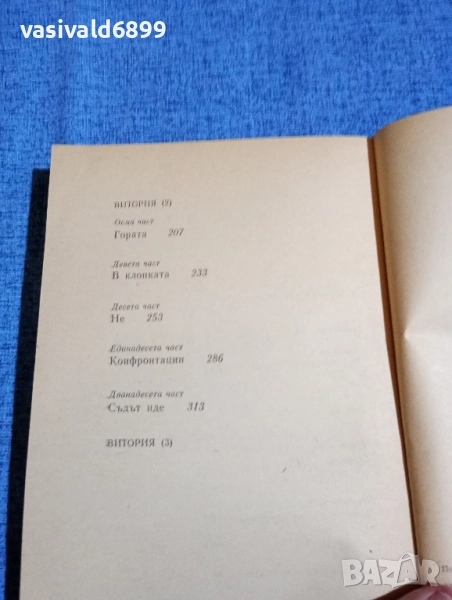 vasivald6899
ВИТОРИЯ (2)
Осма част
Гората 207
Девета част
В клопката 233
Десета част
Не 253
Единадесета част
Конфронтации 286
Дванадесета част
Съдът иде 313
ВИТОРИЯ (3)
bazar